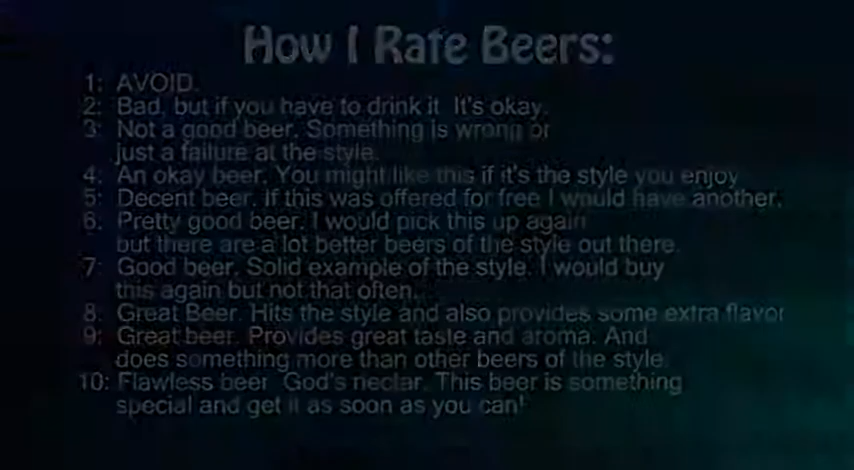 How I Rate Beers:
1: AVOID.
2: Bad, but if you have to drink it. It's okay.
3: Not a good beer. Something is wrong or
just a failure at the style.
4: An okay beer. You might like this if it's the style you enjoy
5: Decent beer. If this was offered for free I would have another.
6: Pretty good beer. I would pick this up again
but there are a lot better beers of the style out there.
7: Good beer. Solid example of the style. I would buy
this again but not that often.
8: Great Beer. Hits the style and also provides some extra flavor
9: Great beer. Provides great taste and aroma. And
does something more than other beers of the style.
10: Flawless beer. God's nectar. This beer is something
special and get it as soon as you can!